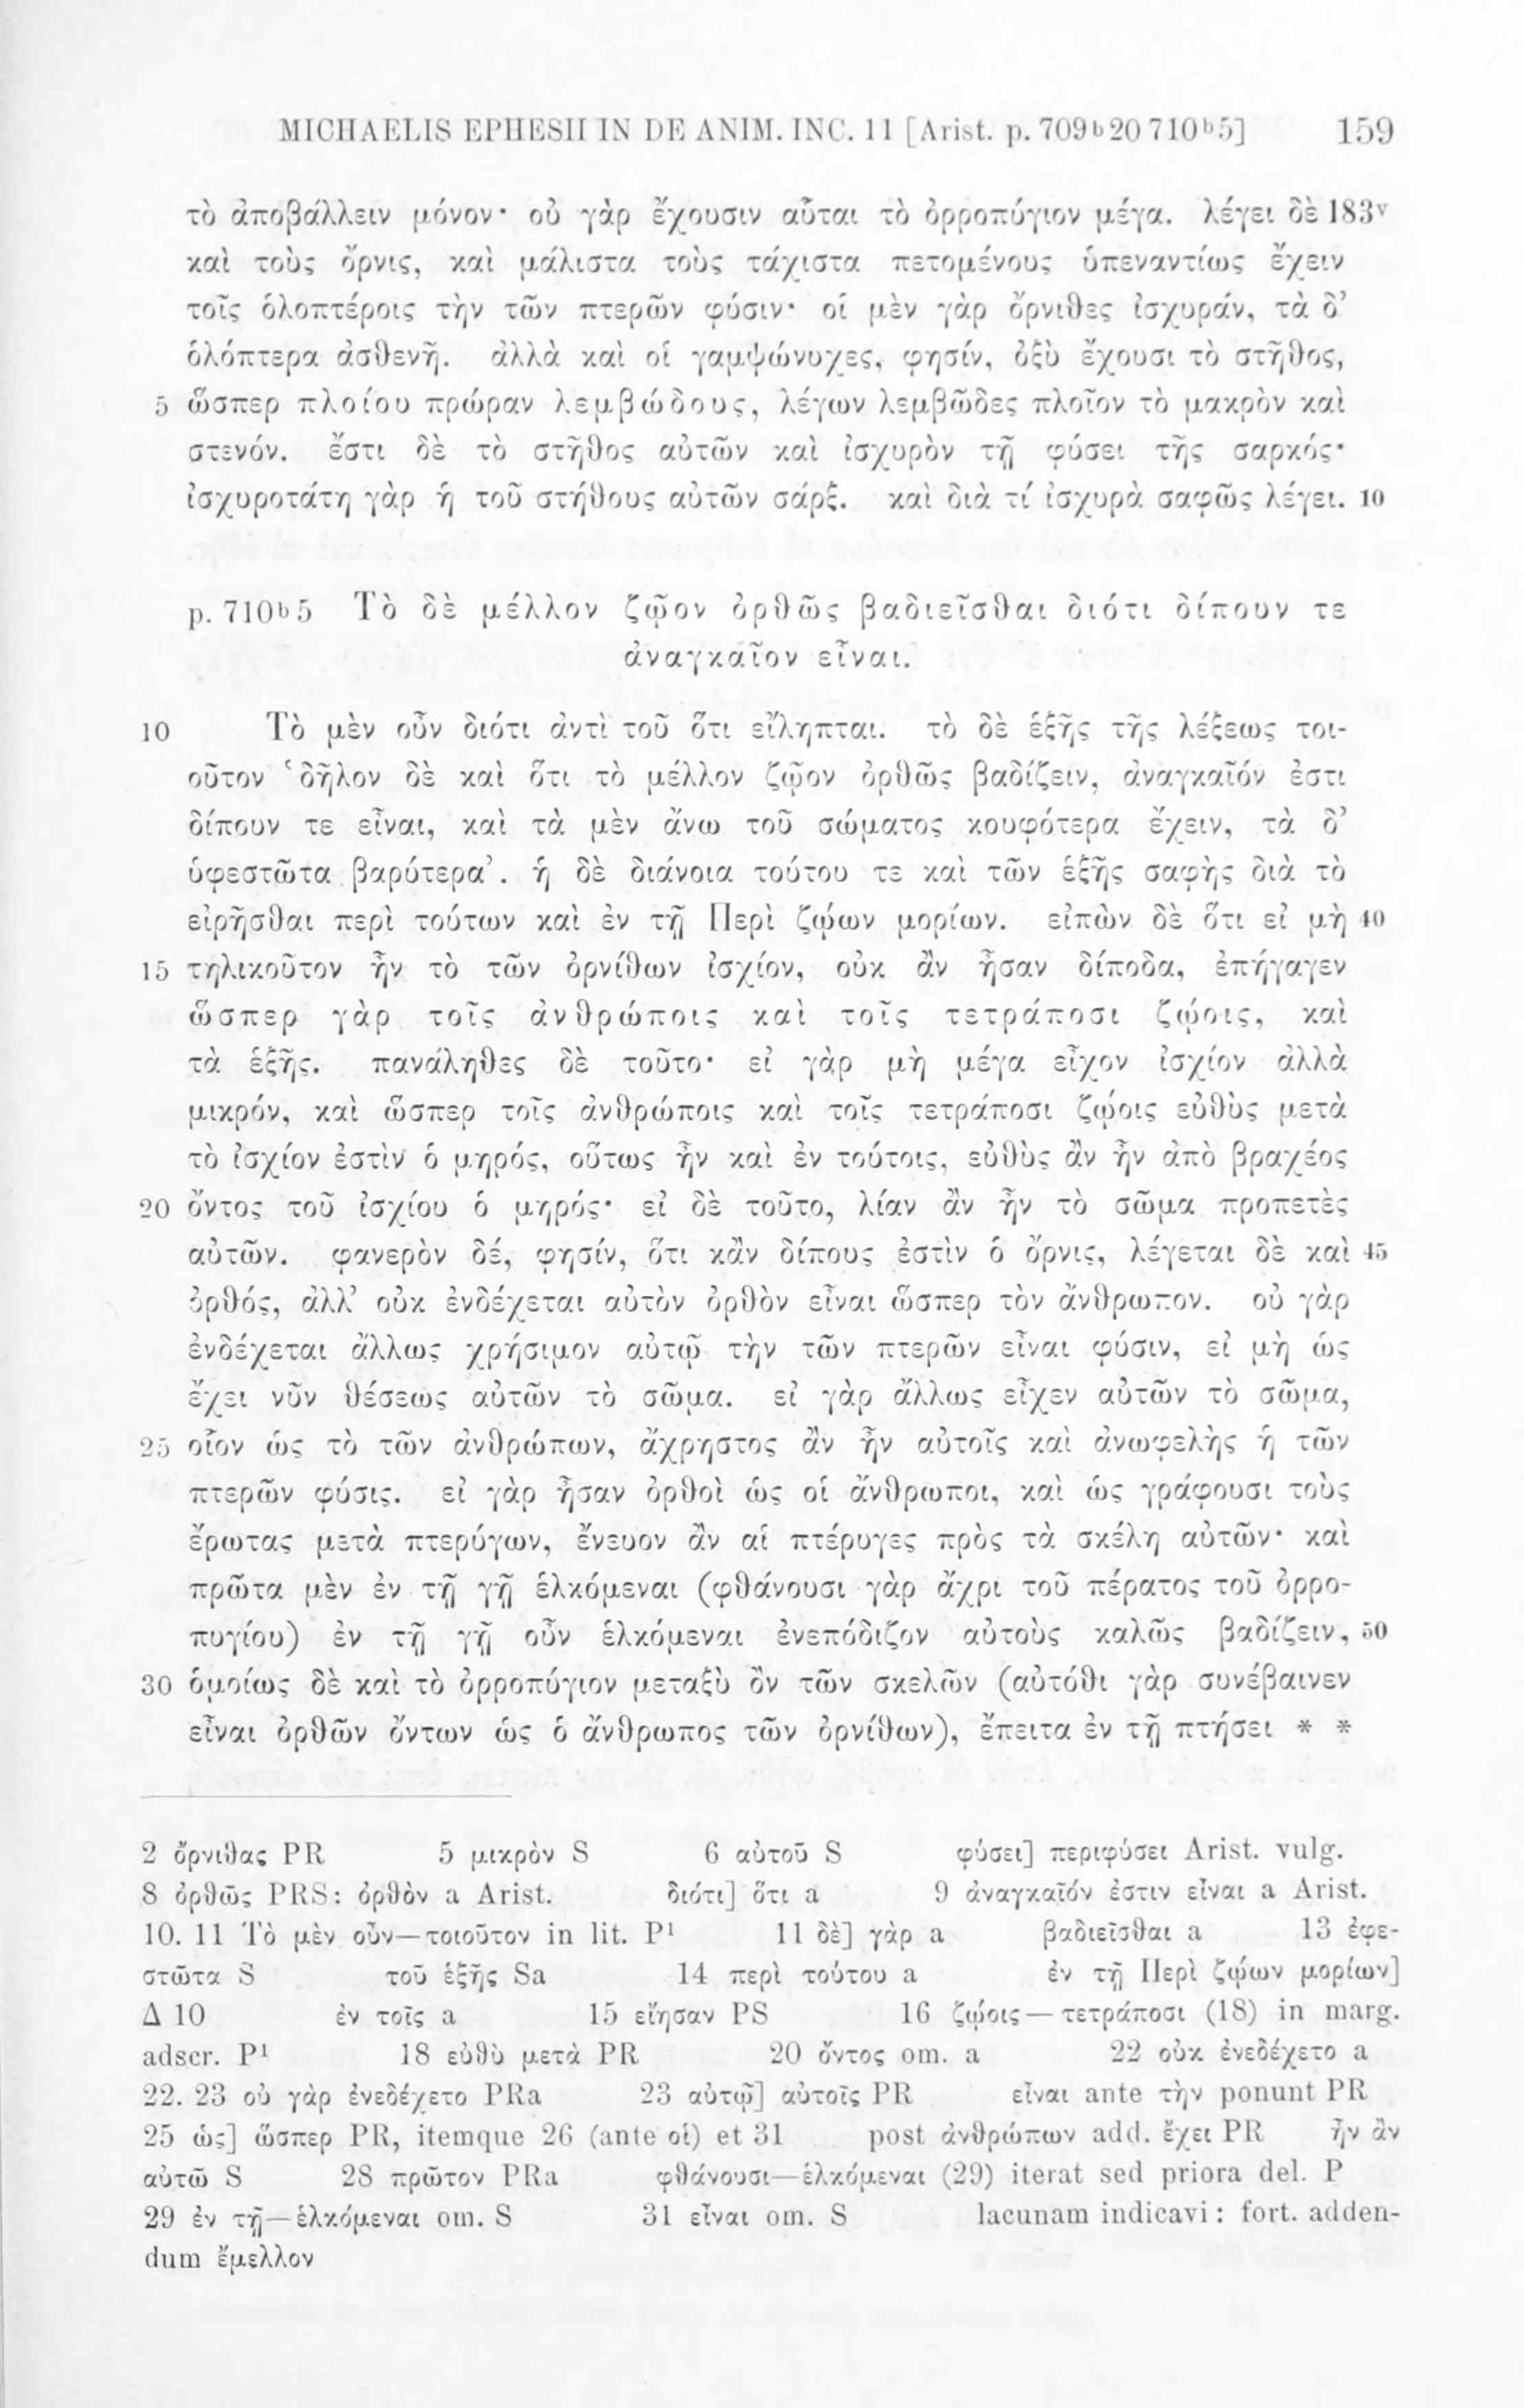 MICHAELIS EPHESII IN DE ANIM. INC. 11 [Arist. p. 709b20 710b5] 159
τὸ ἀποβάλλειν μόνον· οὐ γὰρ ἔχουσιν αὗται τὸ ὀρροπύγιον μέγα. λέγει δὲ 183v
καὶ τοὺς ὄρνις, καὶ μάλιστα τοὺς τάχιστα πετομένους ὑπεναντίως ἔχειν
τοῖς ὁλοπτέροις τὴν τῶν πτερῶν φύσιν· οἱ μὲν γὰρ ὄρνιθες ἰσχυράν, τὰ δ’
ὁλόπτερα ἀσθενῆ. ἀλλὰ καὶ οἱ γαμψώνυχες, φησίν, ὀξὺ ἔχουσι τὸ στῆθος,
5 ὥσπερ πλοίου πρώραν λεμβώδους, λέγων λεμβῶδες πλοῖον τὸ μακρὸν καὶ
στενόν. ἔστι δὲ τὸ στῆθος αὐτῶν καὶ ἰσχυρὸν τῇ φύσει τῆς σαρκός·
ἰσχυροτάτη γὰρ ἡ τοῦ στήθους αὐτῶν σάρξ. καὶ διὰ τί ἰσχυρὰ σαφῶς λέγει. 10
p. 710b5 Τὸ δὲ μέλλον ζῷον ὀρθῶς βαδιεῖσθαι διότι δίπουν τε
ἀναγκαῖον εἶναι.
10 Τὸ μὲν οὖν διότι ἀντὶ τοῦ ὅτι εἴληπται. τὸ δὲ ἑξῆς τῆς λέξεως τοι-
οῦτον ‘δῆλον δὲ καὶ ὅτι τὸ μέλλον ζῷον ὀρθῶς βαδίζειν, ἀναγκαῖόν ἐστι
δίπουν τε εἶναι, καὶ τὰ μὲν ἄνω τοῦ σώματος κουφότερα ἔχειν, τὰ δ’
ὑφεστῶτα βαρύτερα’. ἡ δὲ διάνοια τούτου τε καὶ τῶν ἑξῆς σαφὴς διὰ τὸ
εἰρῆσθαι περὶ τούτων καὶ ἐν τῇ Περὶ ζῴων μορίων. εἰπὼν δὲ ὅτι εἰ μὴ 40
15 τηλικοῦτον ἦν τὸ τῶν ὀρνίθων ἰσχίον, οὐκ ἂν ἦσαν δίποδα, ἐπήγαγεν
ὥσπερ γὰρ τοῖς ἀνθρώποις καὶ τοῖς τετράποσι ζῴοις, καὶ
τὰ ἑξῆς. πανάληθες δὲ τοῦτο· εἰ γὰρ μὴ μέγα εἶχον ἰσχίον ἀλλὰ
μικρόν, καὶ ὥσπερ τοῖς ἀνθρώποις καὶ τοῖς τετράποσι ζῴοις εὐθὺς μετὰ
τὸ ἰσχίον ἐστὶν ὁ μηρός, οὕτως ἦν καὶ ἐν τούτοις, εὐθὺς ἂν ἦν ἀπὸ βραχέος
20 ὄντος τοῦ ἰσχίου ὁ μηρός· εἰ δὲ τοῦτο, λίαν ἂν ἦν τὸ σῶμα προπετὲς
αὐτῶν. φανερὸν δέ, φησίν, ὅτι κἂν δίπους ἐστὶν ὁ ὄρνις, λέγεται δὲ καὶ 45
ὀρθός, ἀλλ’ οὐκ ἐνδέχεται αὐτὸν ὀρθὸν εἶναι ὥσπερ τὸν ἄνθρωπον. οὐ γὰρ
ἐνδέχεται ἄλλως χρήσιμον αὐτῷ τὴν τῶν πτερῶν εἶναι φύσιν, εἰ μὴ ὡς
ἔχει νῦν θέσεως αὐτῶν τὸ σῶμα. εἰ γὰρ ἄλλως εἶχεν αὐτῶν τὸ σῶμα,
25 οἷον ὡς τὸ τῶν ἀνθρώπων, ἄχρηστος ἂν ἦν αὐτοῖς καὶ ἀνωφελὴς ἡ τῶν
πτερῶν φύσις. εἰ γὰρ ἦσαν ὀρθοὶ ὡς οἱ ἄνθρωποι, καὶ ὡς γράφουσι τοὺς
ἔρωτας μετὰ πτερύγων, ἔνευον ἂν αἱ πτέρυγες πρὸς τὰ σκέλη αὐτῶν· καὶ
πρῶτα μὲν ἐν τῇ γῇ ἑλκόμεναι (φθάνουσι γὰρ ἄχρι τοῦ πέρατος τοῦ ὀρρο-
πυγίου) ἐν τῇ γῇ οὖν ἑλκόμεναι ἐνεπόδιζον αὐτοὺς καλῶς βαδίζειν, 50
30 ὁμοίως δὲ καὶ τὸ ὀρροπύγιον μεταξὺ ὂν τῶν σκελῶν (αὐτόθι γὰρ συνέβαινεν
εἶναι ὀρθῶν ὄντων ὡς ὁ ἄνθρωπος τῶν ὀρνίθων), ἔπειτα ἐν τῇ πτήσει * *
2 ὄρνιθας PR 5 μικρὸν S 6 αὐτοῦ S φύσει] περιφύσει Arist. vulg.
8 ὀρθῶς PRS: ὀρθὸν a Arist. διότι] ὅτι a 9 ἀναγκαῖόν ἐστιν εἶναι a Arist.
10. 11 Τὸ μὲν οὖν—τοιοῦτον in lit. P¹ 11 δὲ] γὰρ a βαδιεῖσθαι a 13 ἐφε-
στῶτα S τοῦ ἑξῆς Sa 14 περὶ τούτου a ἐν τῇ Περὶ ζῴων μορίων]
Δ 10 ἐν τοῖς a 15 εἴησαν PS 16 ζῴοις—τετράποσι (18) in marg.
adscr. P¹ 18 εὐθὺ μετὰ PR 20 ὄντος om. a 22 οὐκ ἐνεδέχετο a
22. 23 οὐ γὰρ ἐνεδέχετο PRa 23 αὐτῷ] αὐτοῖς PR εἶναι ante τὴν ponunt PR
25 ὡς] ὥσπερ PR, itemque 26 (ante οἱ) et 31 post ἀνθρώπων add. ἔχει PR ἦν ἂν
αὐτῶ S 28 πρῶτον PRa φθάνουσι—ἑλκόμεναι (29) iterat sed priora del. P
29 ἐν τῇ—ἑλκόμεναι om. S 31 εἶναι om. S lacunam indicavi: fort. adden-
dum ἔμελλον